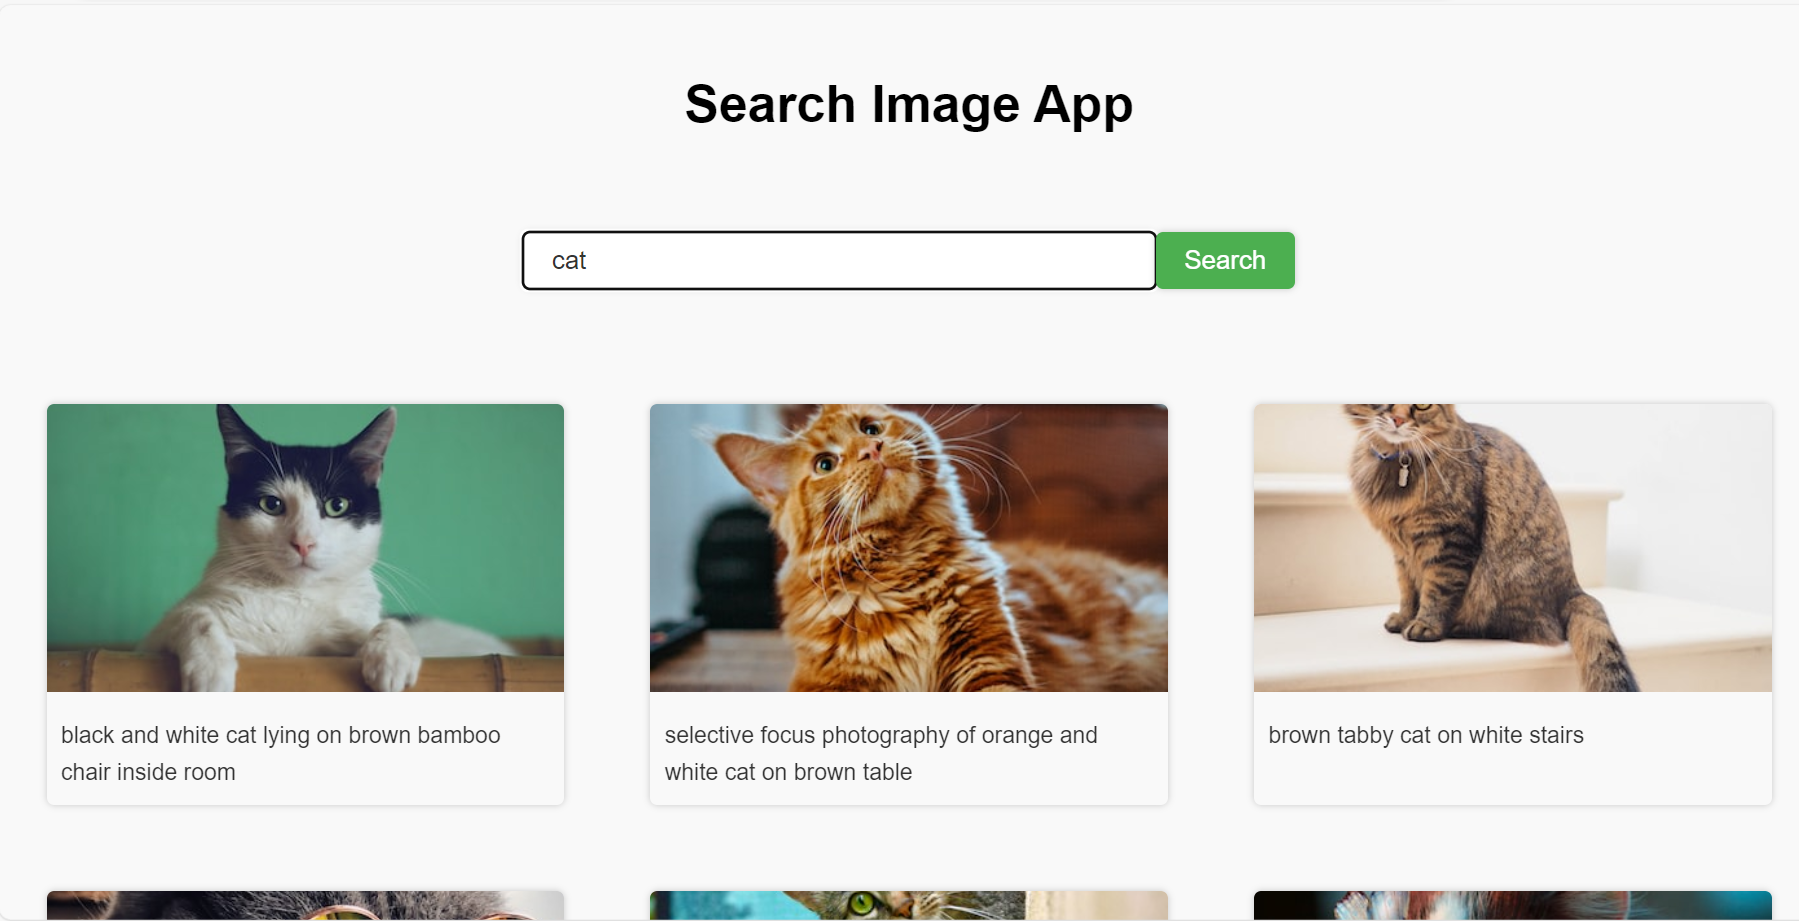 Search Image App
cat
Search
black and white cat lying on brown bamboo
chair inside room
selective focus photography of orange and
white cat on brown table
brown tabby cat on white stairs